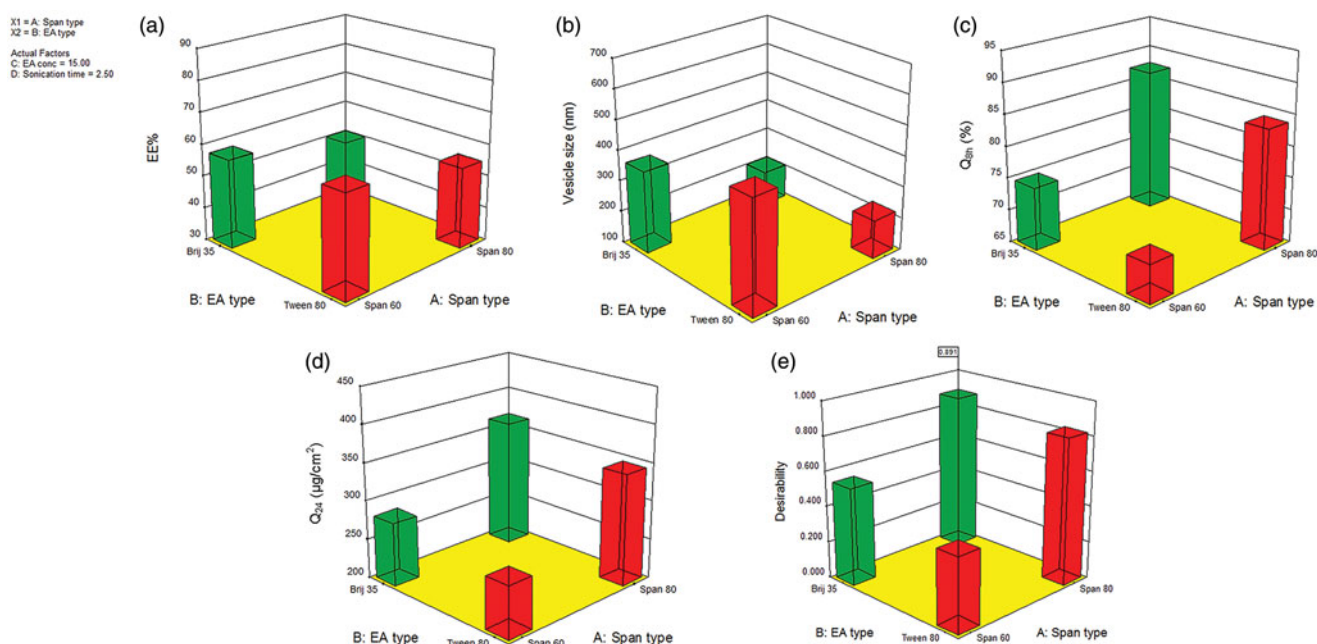 X1 = A: Span type
X2 = B: EA type
Actual Factors
C: EA conc = 15.00
D: Sonication time = 2.50
(a)
90
80
70
60
50
40
30
EE%
Brij 35
Tween 80
Span 60
Span 80
B: EA type
A: Span type
(b)
700
600
500
400
300
200
100
Vesicle size (nm)
Brij 35
Tween 80
Span 60
Span 80
B: EA type
A: Span type
(c)
95
90
85
80
75
70
65
Q8h (%)
Brij 35
Tween 80
Span 60
Span 80
B: EA type
A: Span type
(d)
450
400
350
300
250
200
Q24 (µg/cm²)
Brij 35
Tween 80
Span 60
Span 80
B: EA type
A: Span type
(e)
0.891
1.000
0.800
0.600
0.400
0.200
0.000
Desirability
Brij 35
Tween 80
Span 60
Span 80
B: EA type
A: Span type